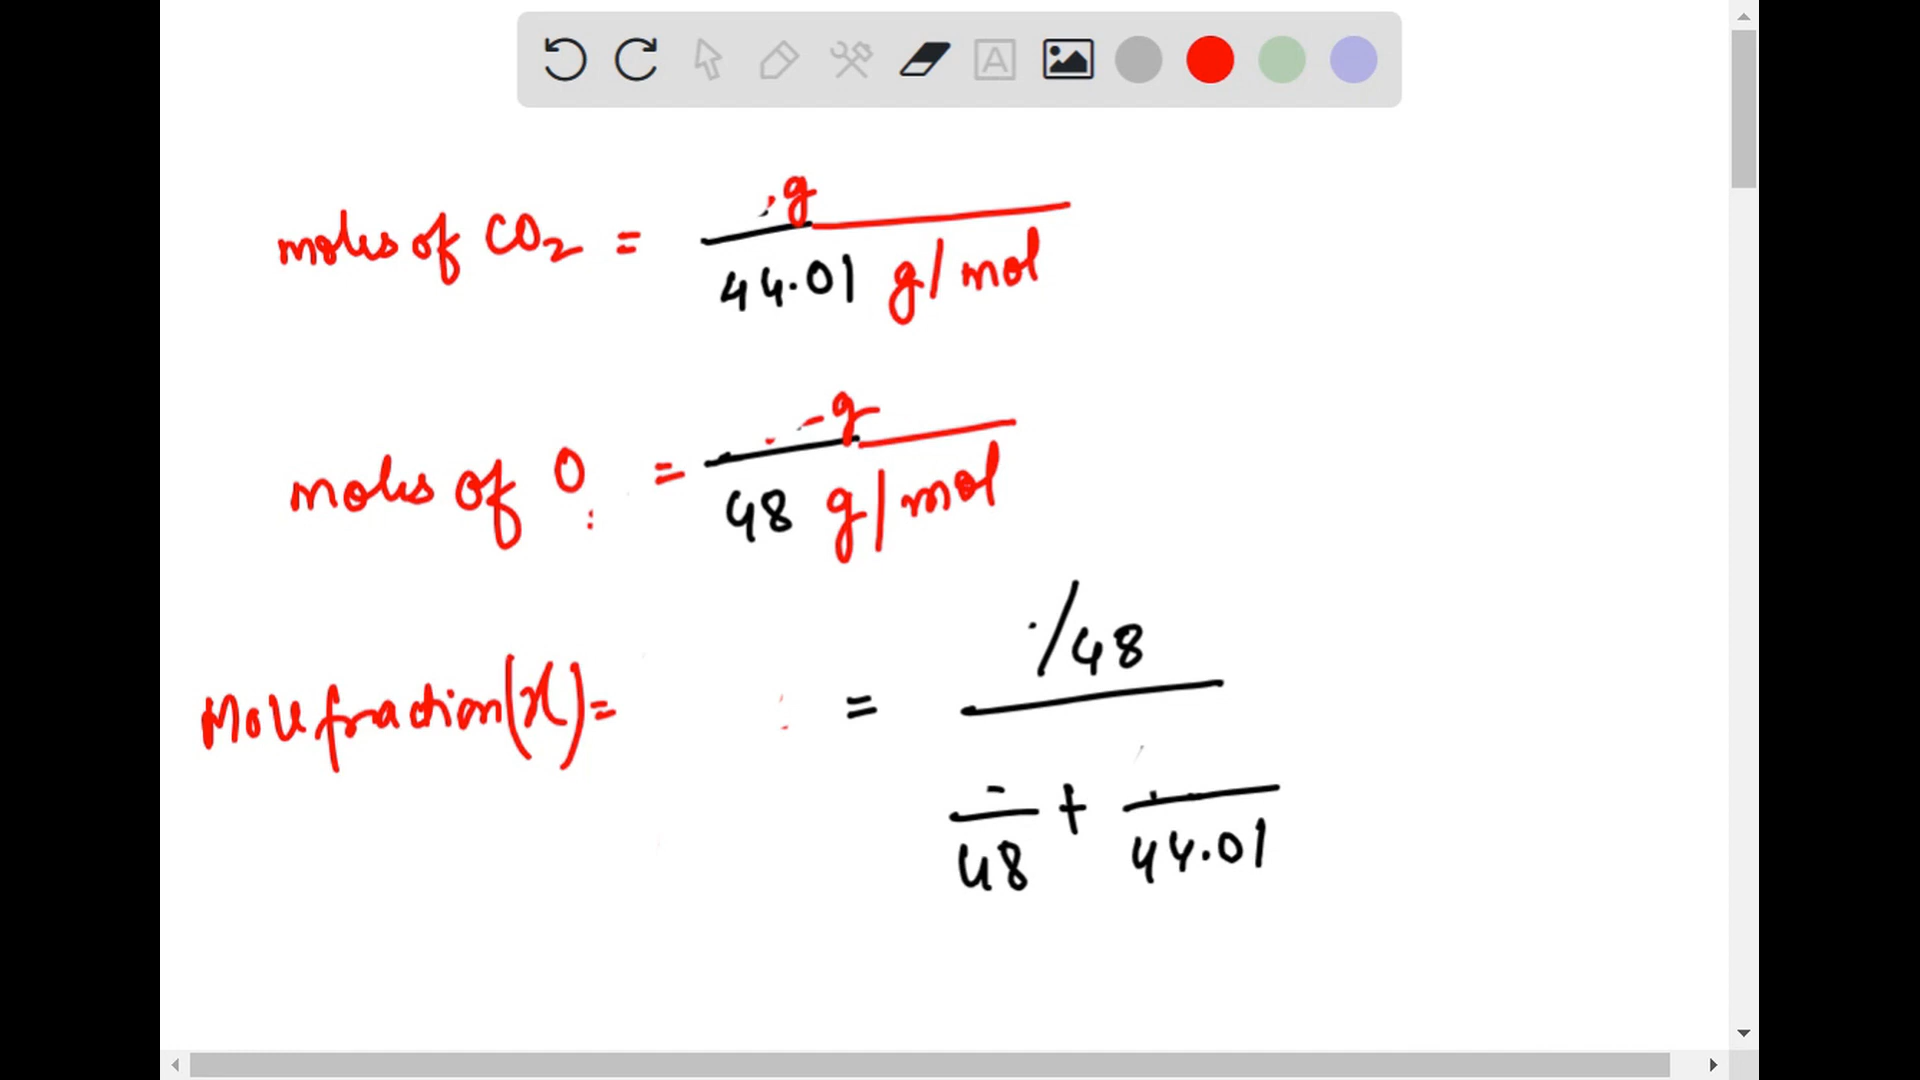 moles of CO2 = g / 44.01 g/mol
moles of O = g / 48 g/mol
Mole fraction (x) = = /48
48 + 44.01